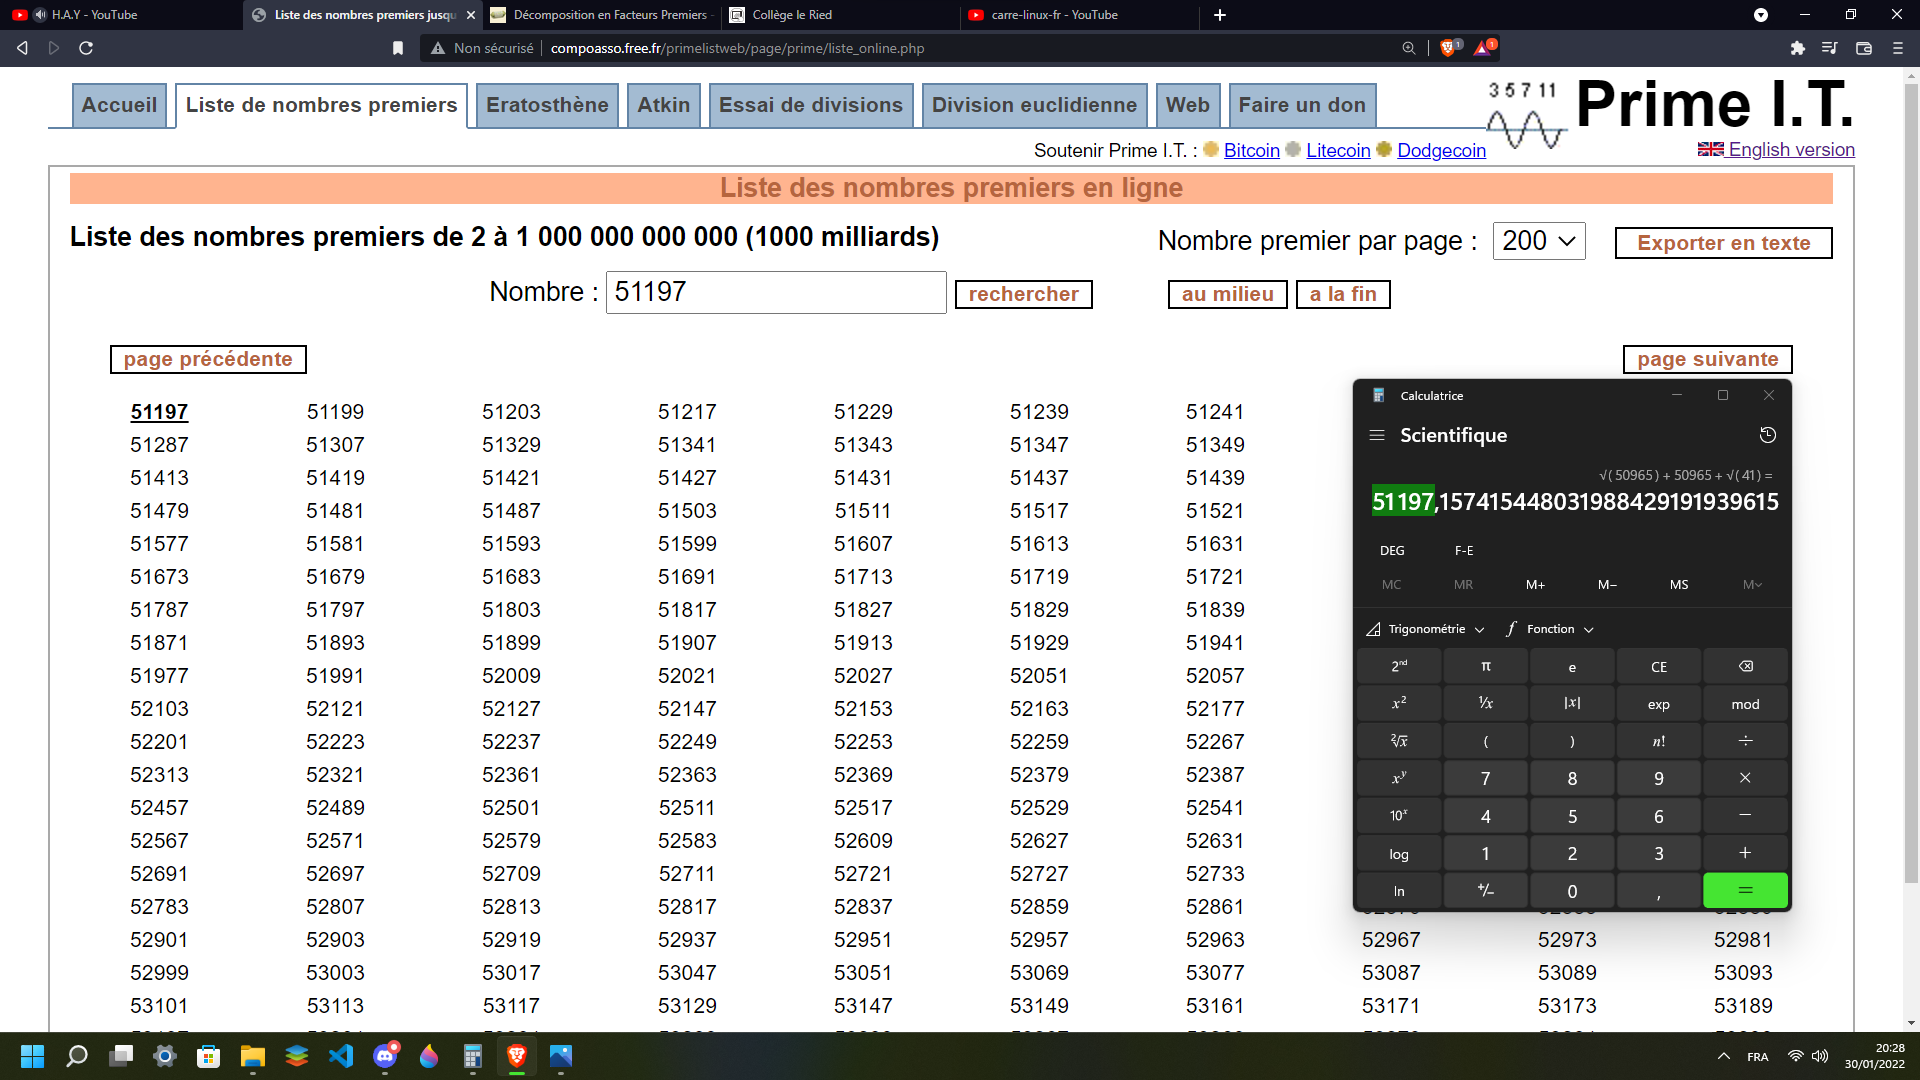 H.A.Y - YouTube
Liste des nombres premiers jusqu
Décomposition en Facteurs Premiers -
Collège le Ried
carre-linux-fr - YouTube
Non sécurisé
compoasso.free.fr/primelistweb/page/prime/liste_online.php
1
1
Accueil
Liste de nombres premiers
Eratosthène
Atkin
Essai de divisions
Division euclidienne
Web
Faire un don
3 5 7 11
Prime I.T.
Soutenir Prime I.T. : Bitcoin Litecoin Dodgecoin
English version
Liste des nombres premiers en ligne
Liste des nombres premiers de 2 à 1 000 000 000 000 (1000 milliards)
Nombre premier par page : 200
Exporter en texte
Nombre : 51197
rechercher
au milieu
a la fin
page précédente
page suivante
51197 51199 51203 51217 51229 51239 51241
51287 51307 51329 51341 51343 51347 51349
51413 51419 51421 51427 51431 51437 51439
51479 51481 51487 51503 51511 51517 51521
51577 51581 51593 51599 51607 51613 51631
51673 51679 51683 51691 51713 51719 51721
51787 51797 51803 51817 51827 51829 51839
51871 51893 51899 51907 51913 51929 51941
51977 51991 52009 52021 52027 52051 52057
52103 52121 52127 52147 52153 52163 52177
52201 52223 52237 52249 52253 52259 52267
52313 52321 52361 52363 52369 52379 52387
52457 52489 52501 52511 52517 52529 52541
52567 52571 52579 52583 52609 52627 52631
52691 52697 52709 52711 52721 52727 52733
52783 52807 52813 52817 52837 52859 52861
52901 52903 52919 52937 52951 52957 52963 52967 52973 52981
52999 53003 53017 53047 53051 53069 53077 53087 53089 53093
53101 53113 53117 53129 53147 53149 53161 53171 53173 53189
Calculatrice
Scientifique
√( 50965 ) + 50965 + √( 41 ) =
51197,157415448031988429191939615
DEG F-E
MC MR M+ M− MS M
Trigonométrie f Fonction
2nd π e CE
x² ¹/x |x| exp mod
²√x ( ) n! ÷
xʸ 7 8 9 ×
10ˣ 4 5 6 −
log 1 2 3 +
ln +/− 0 , =
FRA
20:28
30/01/2022